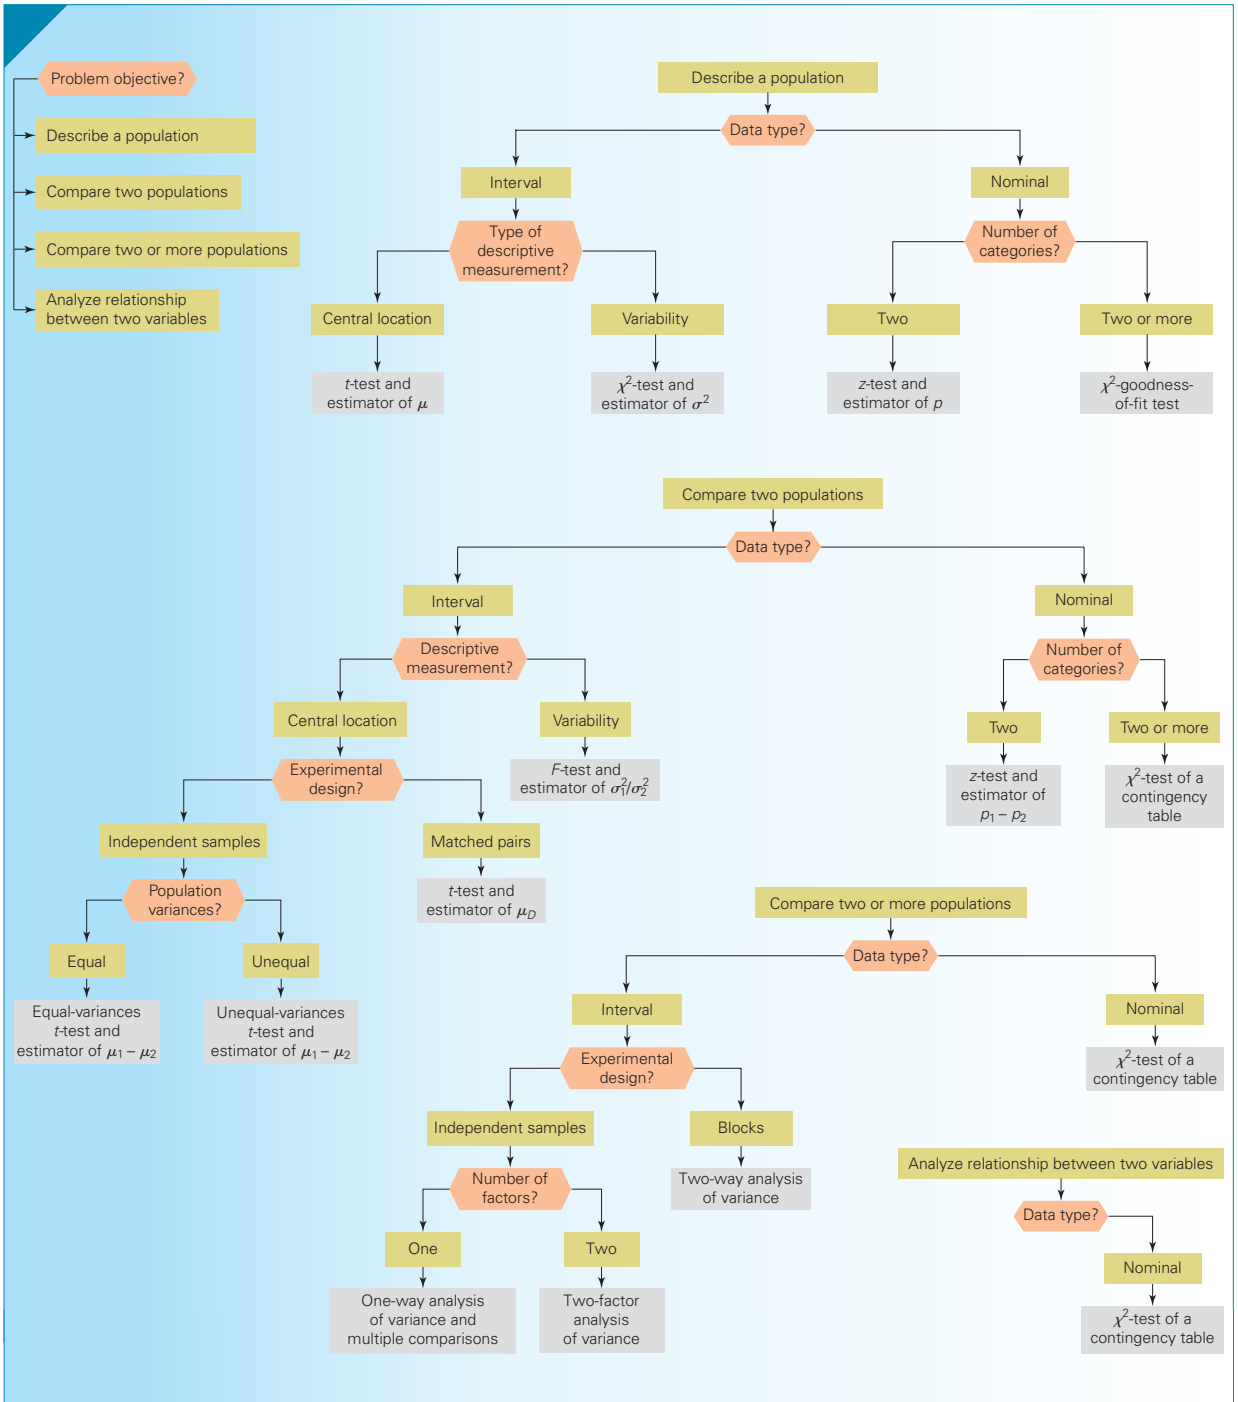 Problem objective?
Describe a population
Compare two populations
Compare two or more populations
Analyze relationship
between two variables
Describe a population
Data type?
Interval
Nominal
Type of
descriptive
measurement?
Number of
categories?
Central location
Variability
Two
Two or more
t-test and
estimator of μ
χ²-test and
estimator of σ²
z-test and
estimator of p
χ²-goodness-
of-fit test
Compare two populations
Data type?
Interval
Nominal
Descriptive
measurement?
Number of
categories?
Central location
Variability
Two
Two or more
Experimental
design?
F-test and
estimator of σ₁²/σ₂²
z-test and
estimator of
p₁ – p₂
χ²-test of a
contingency
table
Independent samples
Matched pairs
Population
variances?
t-test and
estimator of μ_D
Equal
Unequal
Equal-variances
t-test and
estimator of μ₁ – μ₂
Unequal-variances
t-test and
estimator of μ₁ – μ₂
Compare two or more populations
Data type?
Interval
Nominal
Experimental
design?
χ²-test of a
contingency table
Independent samples
Blocks
Number of
factors?
Two-way analysis
of variance
One
Two
One-way analysis
of variance and
multiple comparisons
Two-factor
analysis
of variance
Analyze relationship between two variables
Data type?
Nominal
χ²-test of a
contingency table